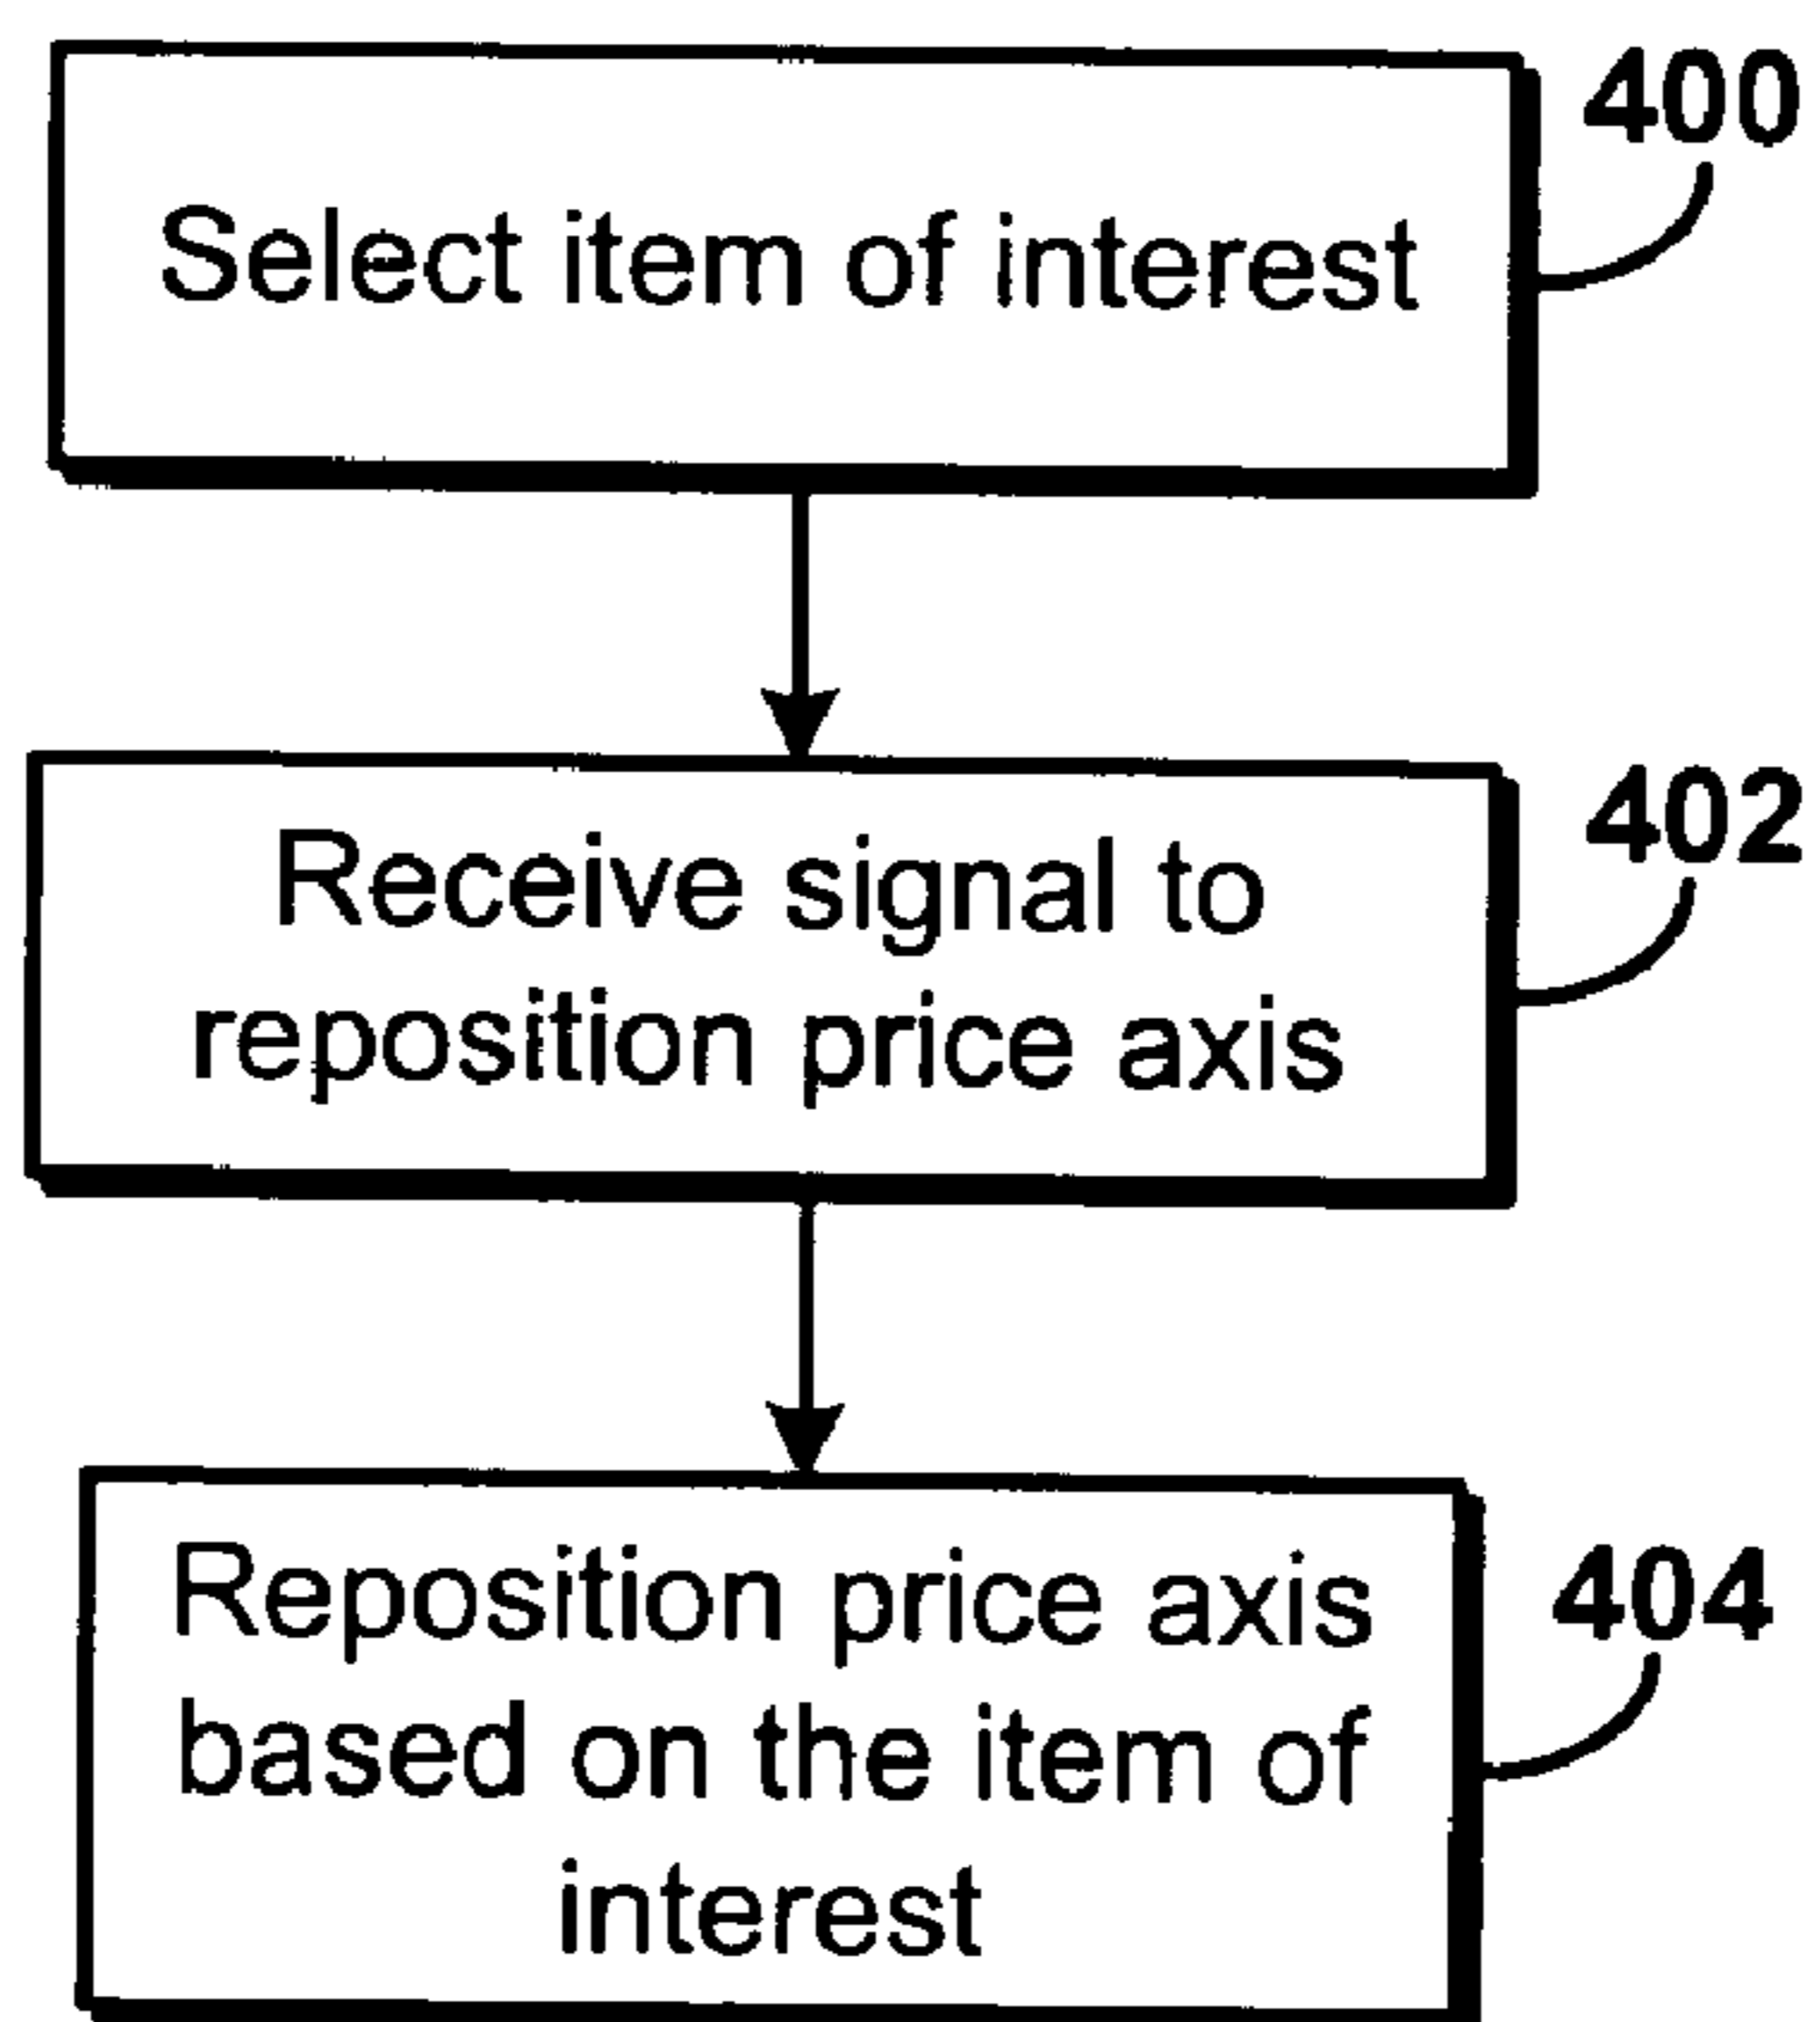 400
Select item of interest
402
Receive signal to
reposition price axis
404
Reposition price axis
based on the item of
interest